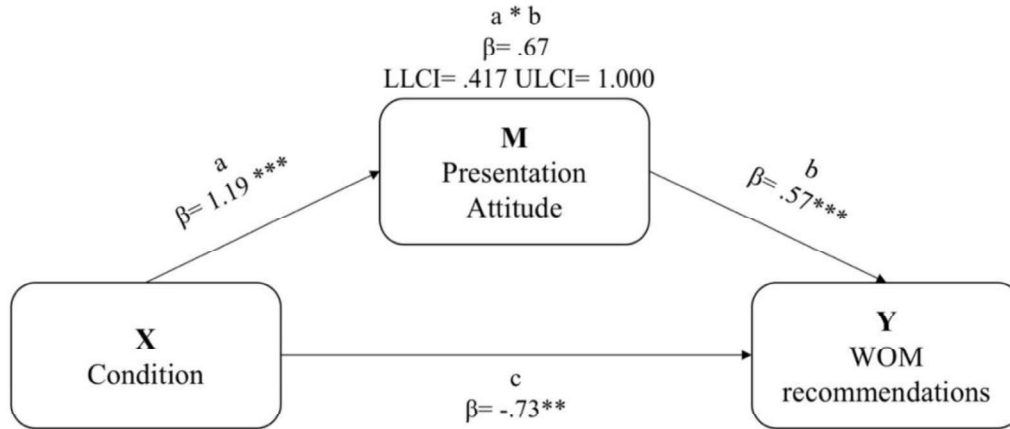 a * b
β= .67
LLCI= .417 ULCI= 1.000
M
Presentation
Attitude
a
β= 1.19 ***
b
β= .57***
X
Condition
Y
WOM
recommendations
c
β= -.73**